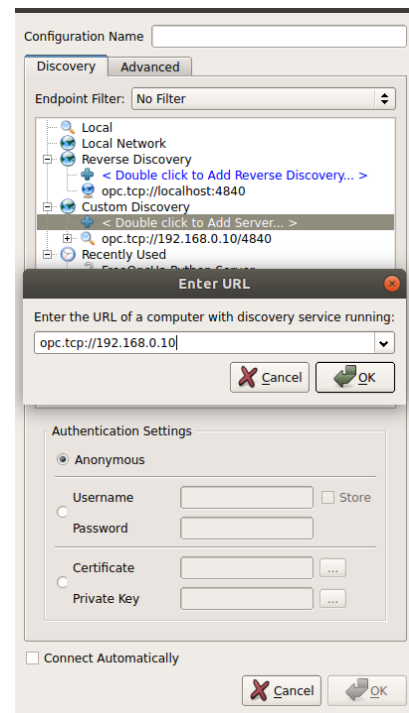 Configuration Name
Discovery Advanced
Endpoint Filter: No Filter
Local
Local Network
Reverse Discovery
< Double click to Add Reverse Discovery... >
opc.tcp://localhost:4840
Custom Discovery
< Double click to Add Server... >
opc.tcp://192.168.0.10/4840
Recently Used
Enter URL
Enter the URL of a computer with discovery service running:
opc.tcp://192.168.0.10
Cancel OK
Authentication Settings
Anonymous
Username Store
Password
Certificate ...
Private Key ...
Connect Automatically
Cancel OK